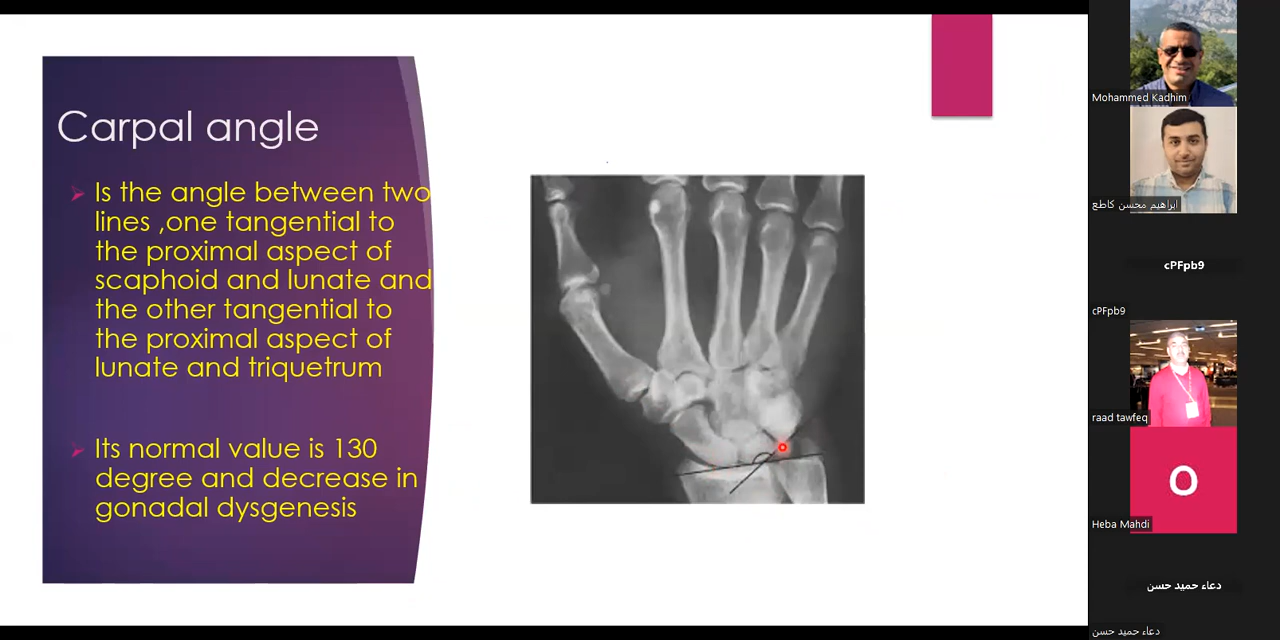 Carpal angle
Is the angle between two
lines ,one tangential to
the proximal aspect of
scaphoid and lunate and
the other tangential to
the proximal aspect of
lunate and triquetrum
Its normal value is 130
degree and decrease in
gonadal dysgenesis
Mohammed Kadhim
ابراهيم محسن كاطع
cPFpb9
cPFpb9
raad tawfeq
O
Heba Mahdi
دعاء حميد حسن
دعاء حميد حسن